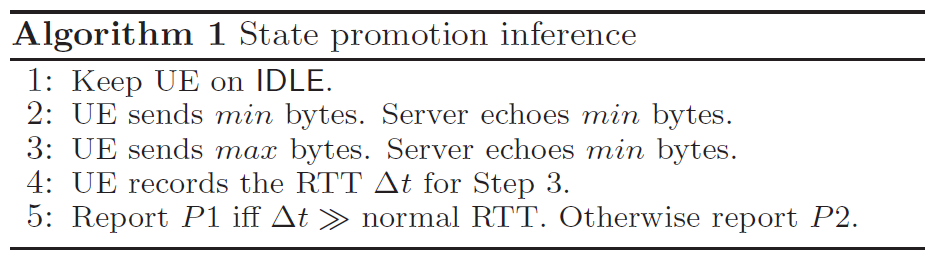 Algorithm 1 State promotion inference
1: Keep UE on IDLE.
2: UE sends min bytes. Server echoes min bytes.
3: UE sends max bytes. Server echoes min bytes.
4: UE records the RTT Δt for Step 3.
5: Report P1 iff Δt ≫ normal RTT. Otherwise report P2.